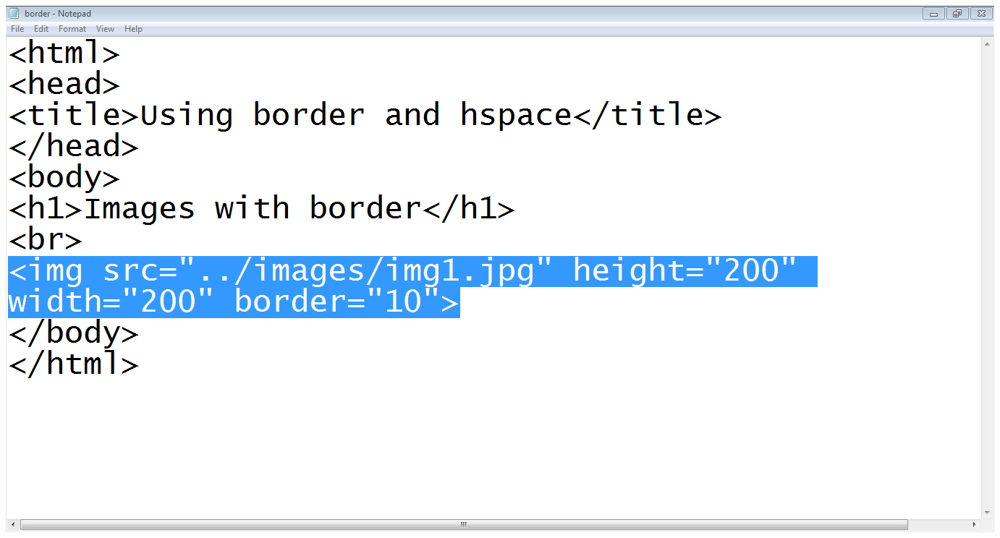 border - Notepad
File Edit Format View Help
<html>
<head>
<title>Using border and hspace</title>
</head>
<body>
<h1>Images with border</h1>
<br>
<img src="../images/img1.jpg" height="200"
width="200" border="10">
</body>
</html>